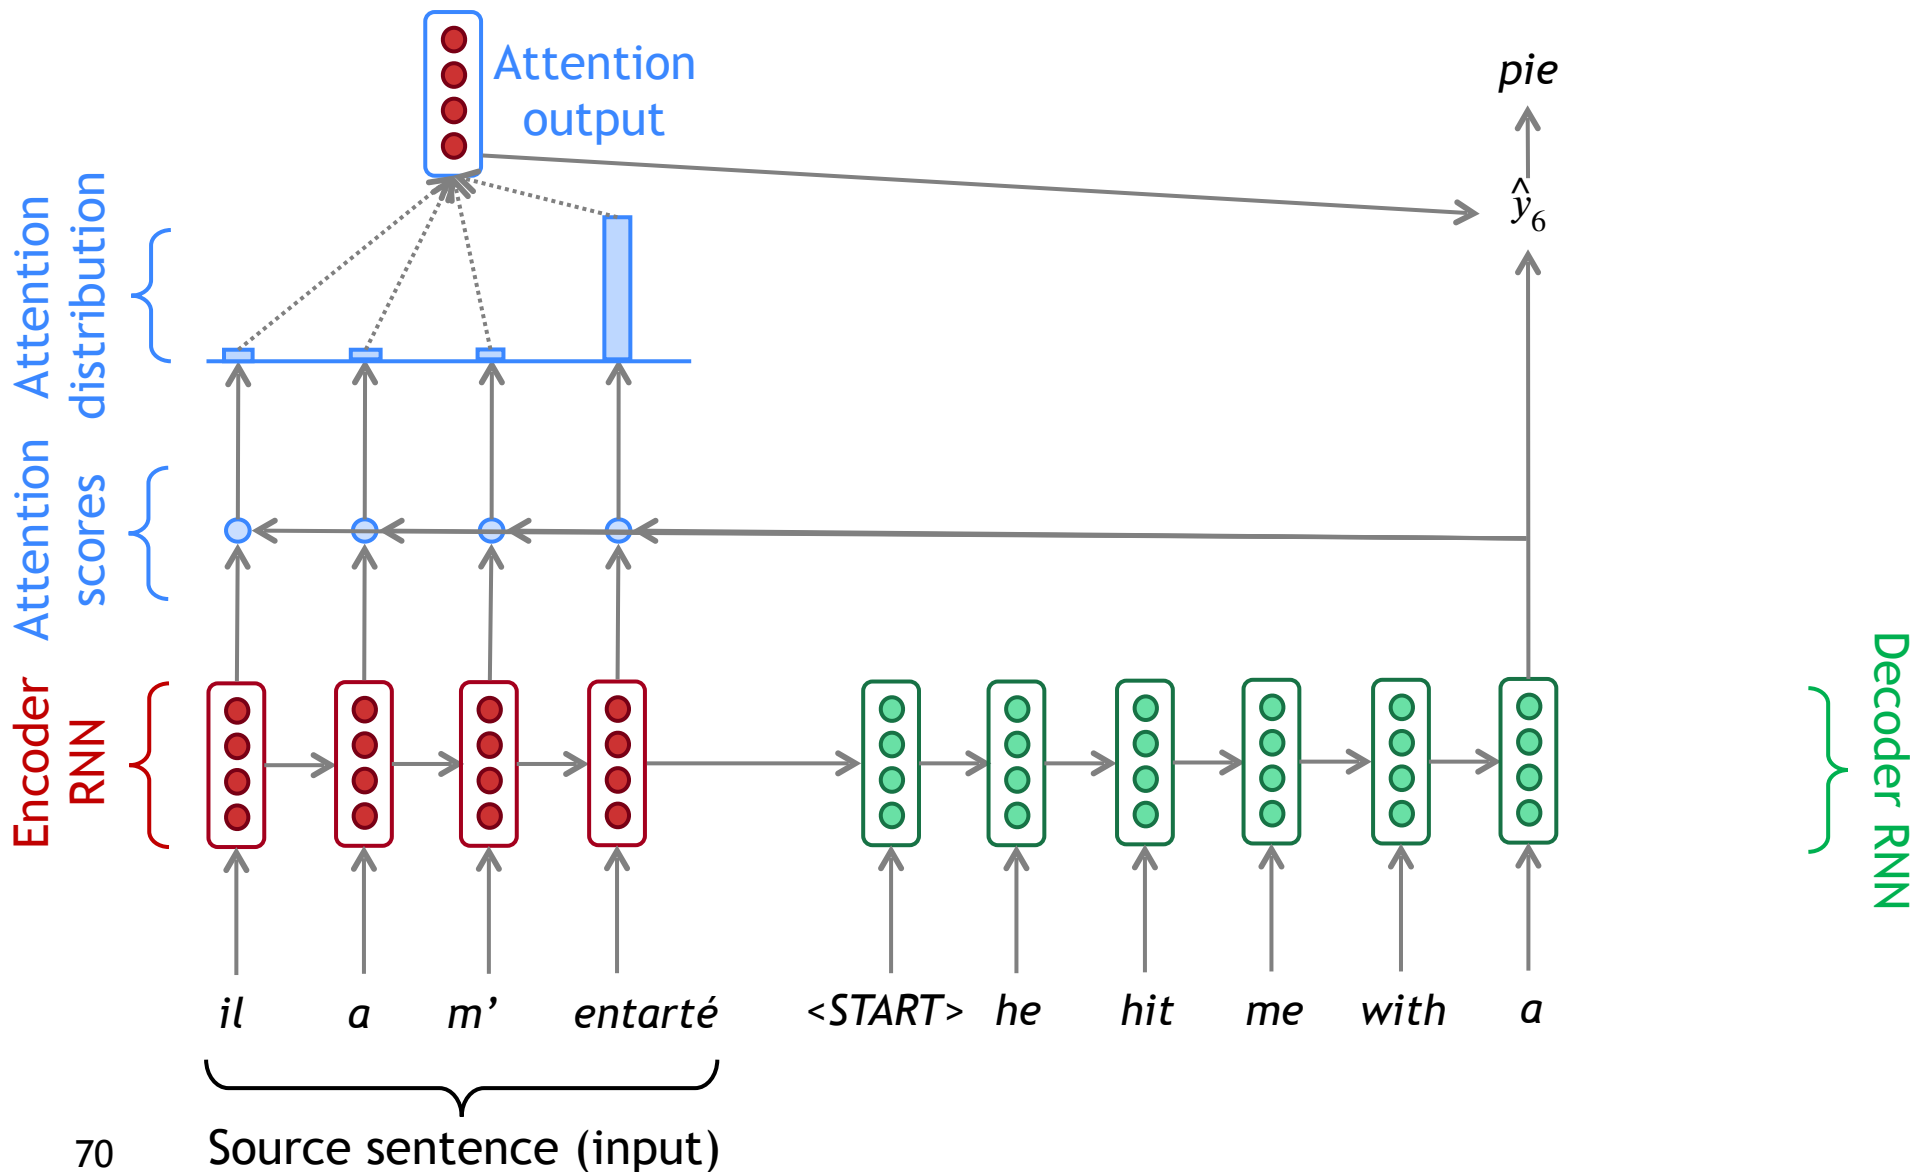 Attention
output
pie
ŷ6
Attention
distribution
Attention
scores
Encoder
RNN
Decoder RNN
il a m’ entarté <START> he hit me with a
Source sentence (input)
70